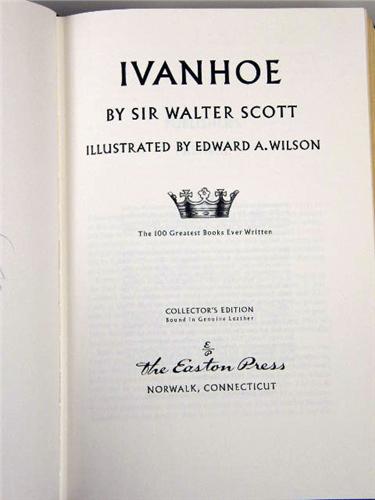 IVANHOE
BY SIR WALTER SCOTT
ILLUSTRATED BY EDWARD A. WILSON
The 100 Greatest Books Ever Written
COLLECTOR'S EDITION
Bound in Genuine Leather
E/P
The Easton Press
NORWALK, CONNECTICUT